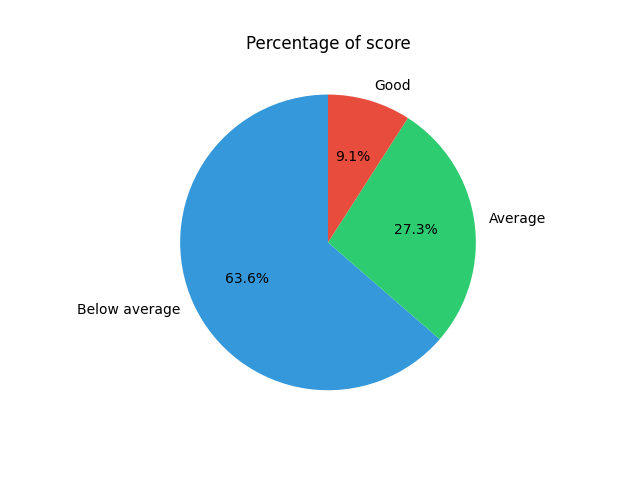 Percentage of score
Good
9.1%
Average
27.3%
63.6%
Below average